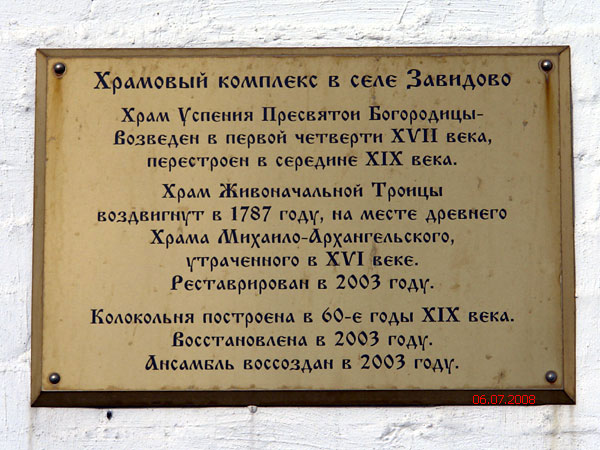 Храмовый комплекс в селе Завидово
Храм Успения Пресвятои Богородицы-
Возведен в первой четверти XVII века,
перестроен в середине XIX века.
Храм Живоначальной Троицы
воздвигнут в 1787 году, на месте древнего
Храма Михаило-Архангельского,
утраченного в XVI веке.
Реставрирован в 2003 году.
Колокольня построена в 60-е годы XIX века.
Восстановлена в 2003 году.
Ансамбль воссоздан в 2003 году.
06.07.2008